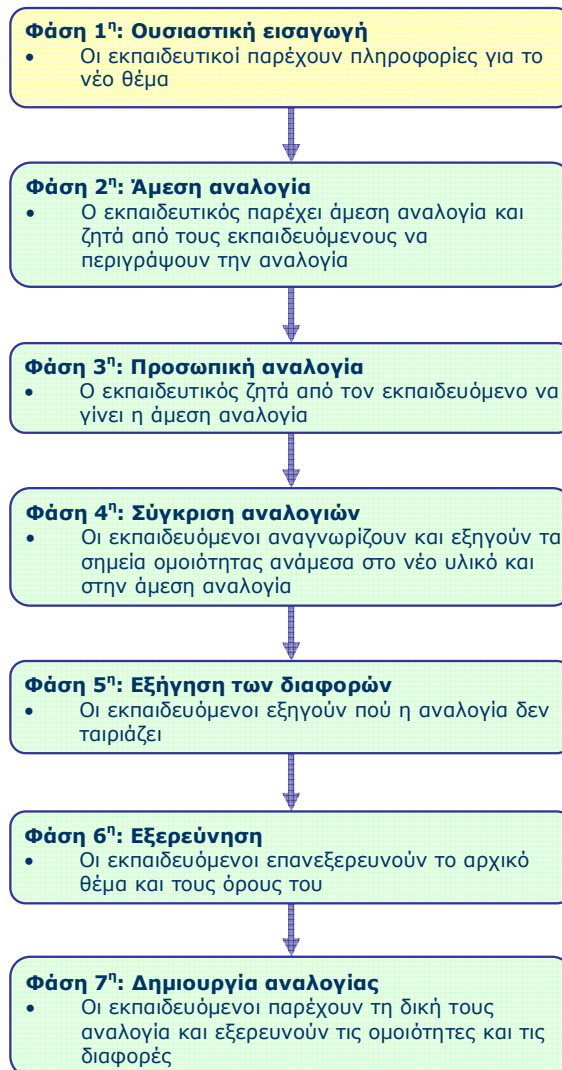 Φάση 1η: Ουσιαστική εισαγωγή
• Οι εκπαιδευτικοί παρέχουν πληροφορίες για το
νέο θέμα
Φάση 2η: Άμεση αναλογία
• Ο εκπαιδευτικός παρέχει άμεση αναλογία και
ζητά από τους εκπαιδευόμενους να
περιγράψουν την αναλογία
Φάση 3η: Προσωπική αναλογία
• Ο εκπαιδευτικός ζητά από τον εκπαιδευόμενο να
γίνει η άμεση αναλογία
Φάση 4η: Σύγκριση αναλογιών
• Οι εκπαιδευόμενοι αναγνωρίζουν και εξηγούν τα
σημεία ομοιότητας ανάμεσα στο νέο υλικό και
στην άμεση αναλογία
Φάση 5η: Εξήγηση των διαφορών
• Οι εκπαιδευόμενοι εξηγούν πού η αναλογία δεν
ταιριάζει
Φάση 6η: Εξερεύνηση
• Οι εκπαιδευόμενοι επανεξερευνούν το αρχικό
θέμα και τους όρους του
Φάση 7η: Δημιουργία αναλογίας
• Οι εκπαιδευόμενοι παρέχουν τη δική τους
αναλογία και εξερευνούν τις ομοιότητες και τις
διαφορές